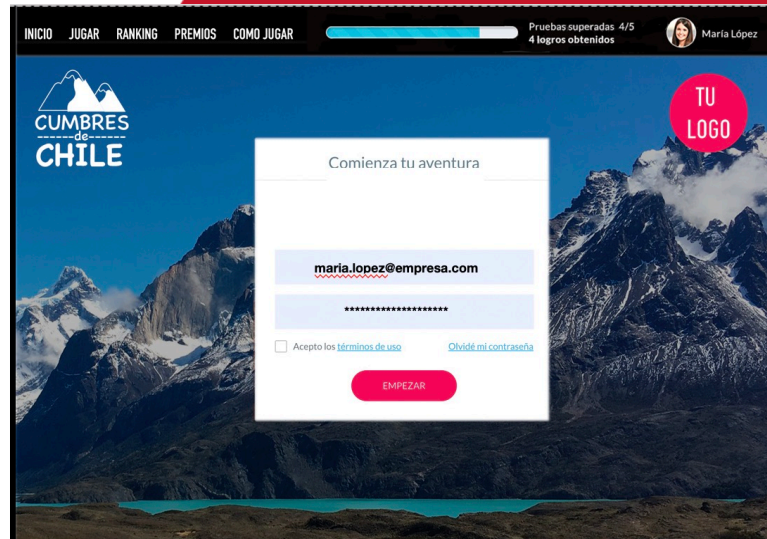 INICIO JUGAR RANKING PREMIOS COMO JUGAR
Pruebas superadas 4/5
4 logros obtenidos
María López
CUMBRES
de
CHILE
TU
LOGO
Comienza tu aventura
maria.lopez@empresa.com
********************
Acepto los términos de uso
Olvidé mi contraseña
EMPEZAR